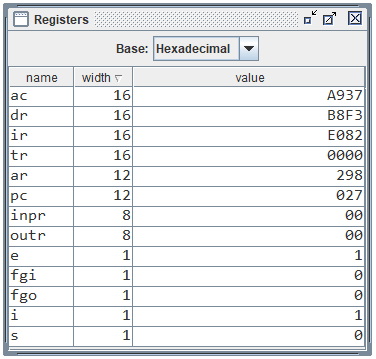 Registers
Base: Hexadecimal
name width value
ac 16 A937
dr 16 B8F3
ir 16 E082
tr 16 0000
ar 12 298
pc 12 027
inpr 8 00
outr 8 00
e 1 1
fgi 1 0
fgo 1 0
i 1 1
s 1 0